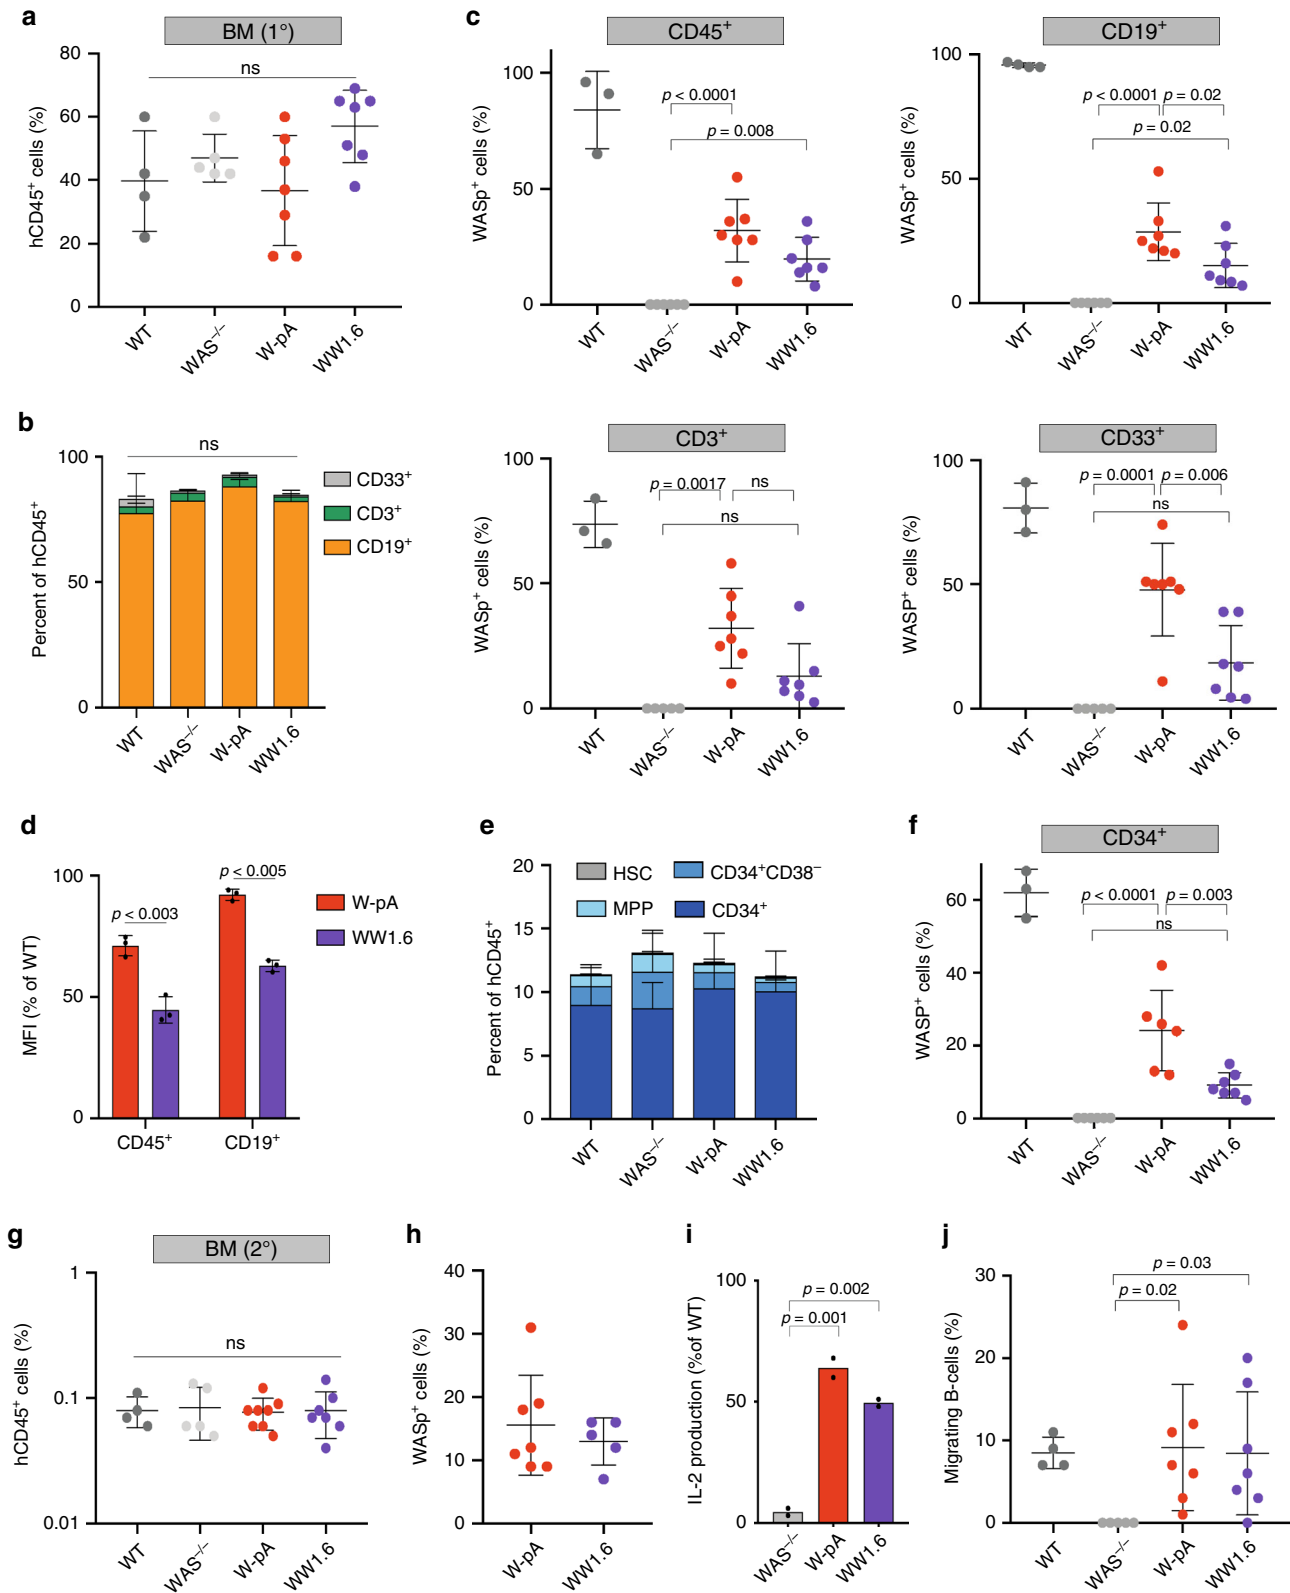 a
BM (1°)
hCD45+ cells (%)
80
60
40
20
0
ns
WT
WAS–/–
W-pA
WW1.6
c
CD45+
WASp+ cells (%)
100
50
0
p < 0.0001
p = 0.008
WT
WAS–/–
W-pA
WW1.6
CD19+
WASp+ cells (%)
100
50
0
p < 0.0001
p = 0.02
p = 0.02
WT
WAS–/–
W-pA
WW1.6
b
Percent of hCD45+
100
50
0
ns
CD33+
CD3+
CD19+
WT
WAS–/–
W-pA
WW1.6
CD3+
WASp+ cells (%)
100
50
0
p = 0.0017
ns
ns
WT
WAS–/–
W-pA
WW1.6
CD33+
WASP+ cells (%)
100
50
0
p = 0.0001
p = 0.006
ns
WT
WAS–/–
W-pA
WW1.6
d
MFI (% of WT)
100
50
0
p < 0.003
p < 0.005
W-pA
WW1.6
CD45+
CD19+
e
Percent of hCD45+
20
15
10
5
0
HSC
CD34+CD38–
MPP
CD34+
WT
WAS–/–
W-pA
WW1.6
f
CD34+
WASP+ cells (%)
60
40
20
0
p < 0.0001
p = 0.003
ns
WT
WAS–/–
W-pA
WW1.6
g
BM (2°)
hCD45+ cells (%)
1
0.1
0.01
ns
WT
WAS–/–
W-pA
WW1.6
h
WASp+ cells (%)
40
30
20
10
0
W-pA
WW1.6
i
IL-2 production (%of WT)
100
50
0
p = 0.002
p = 0.001
WAS–/–
W-pA
WW1.6
j
Migrating B-cells (%)
30
20
10
0
p = 0.03
p = 0.02
WT
WAS–/–
W-pA
WW1.6